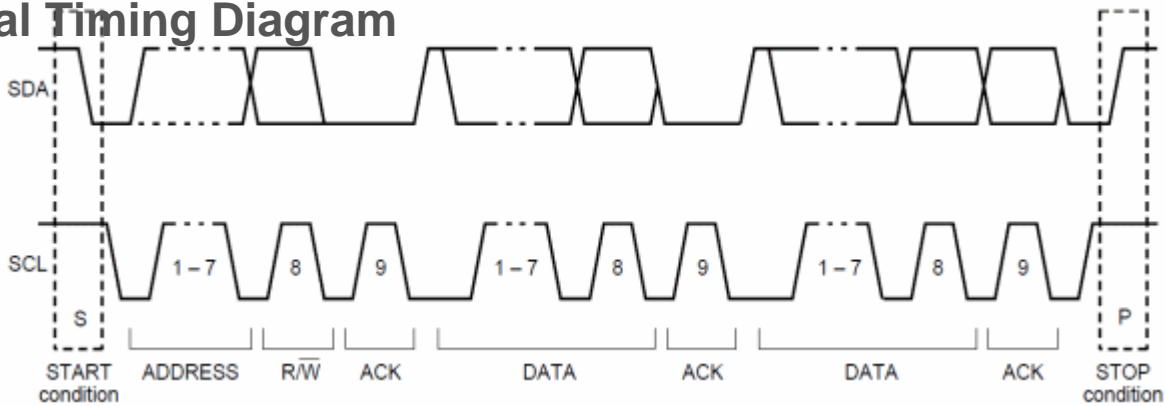 al Timing Diagram
SDA
SCL
1 – 7 8 9 1 – 7 8 9 1 – 7 8 9
S P
START ADDRESS R/W̅ ACK DATA ACK DATA ACK STOP
condition condition